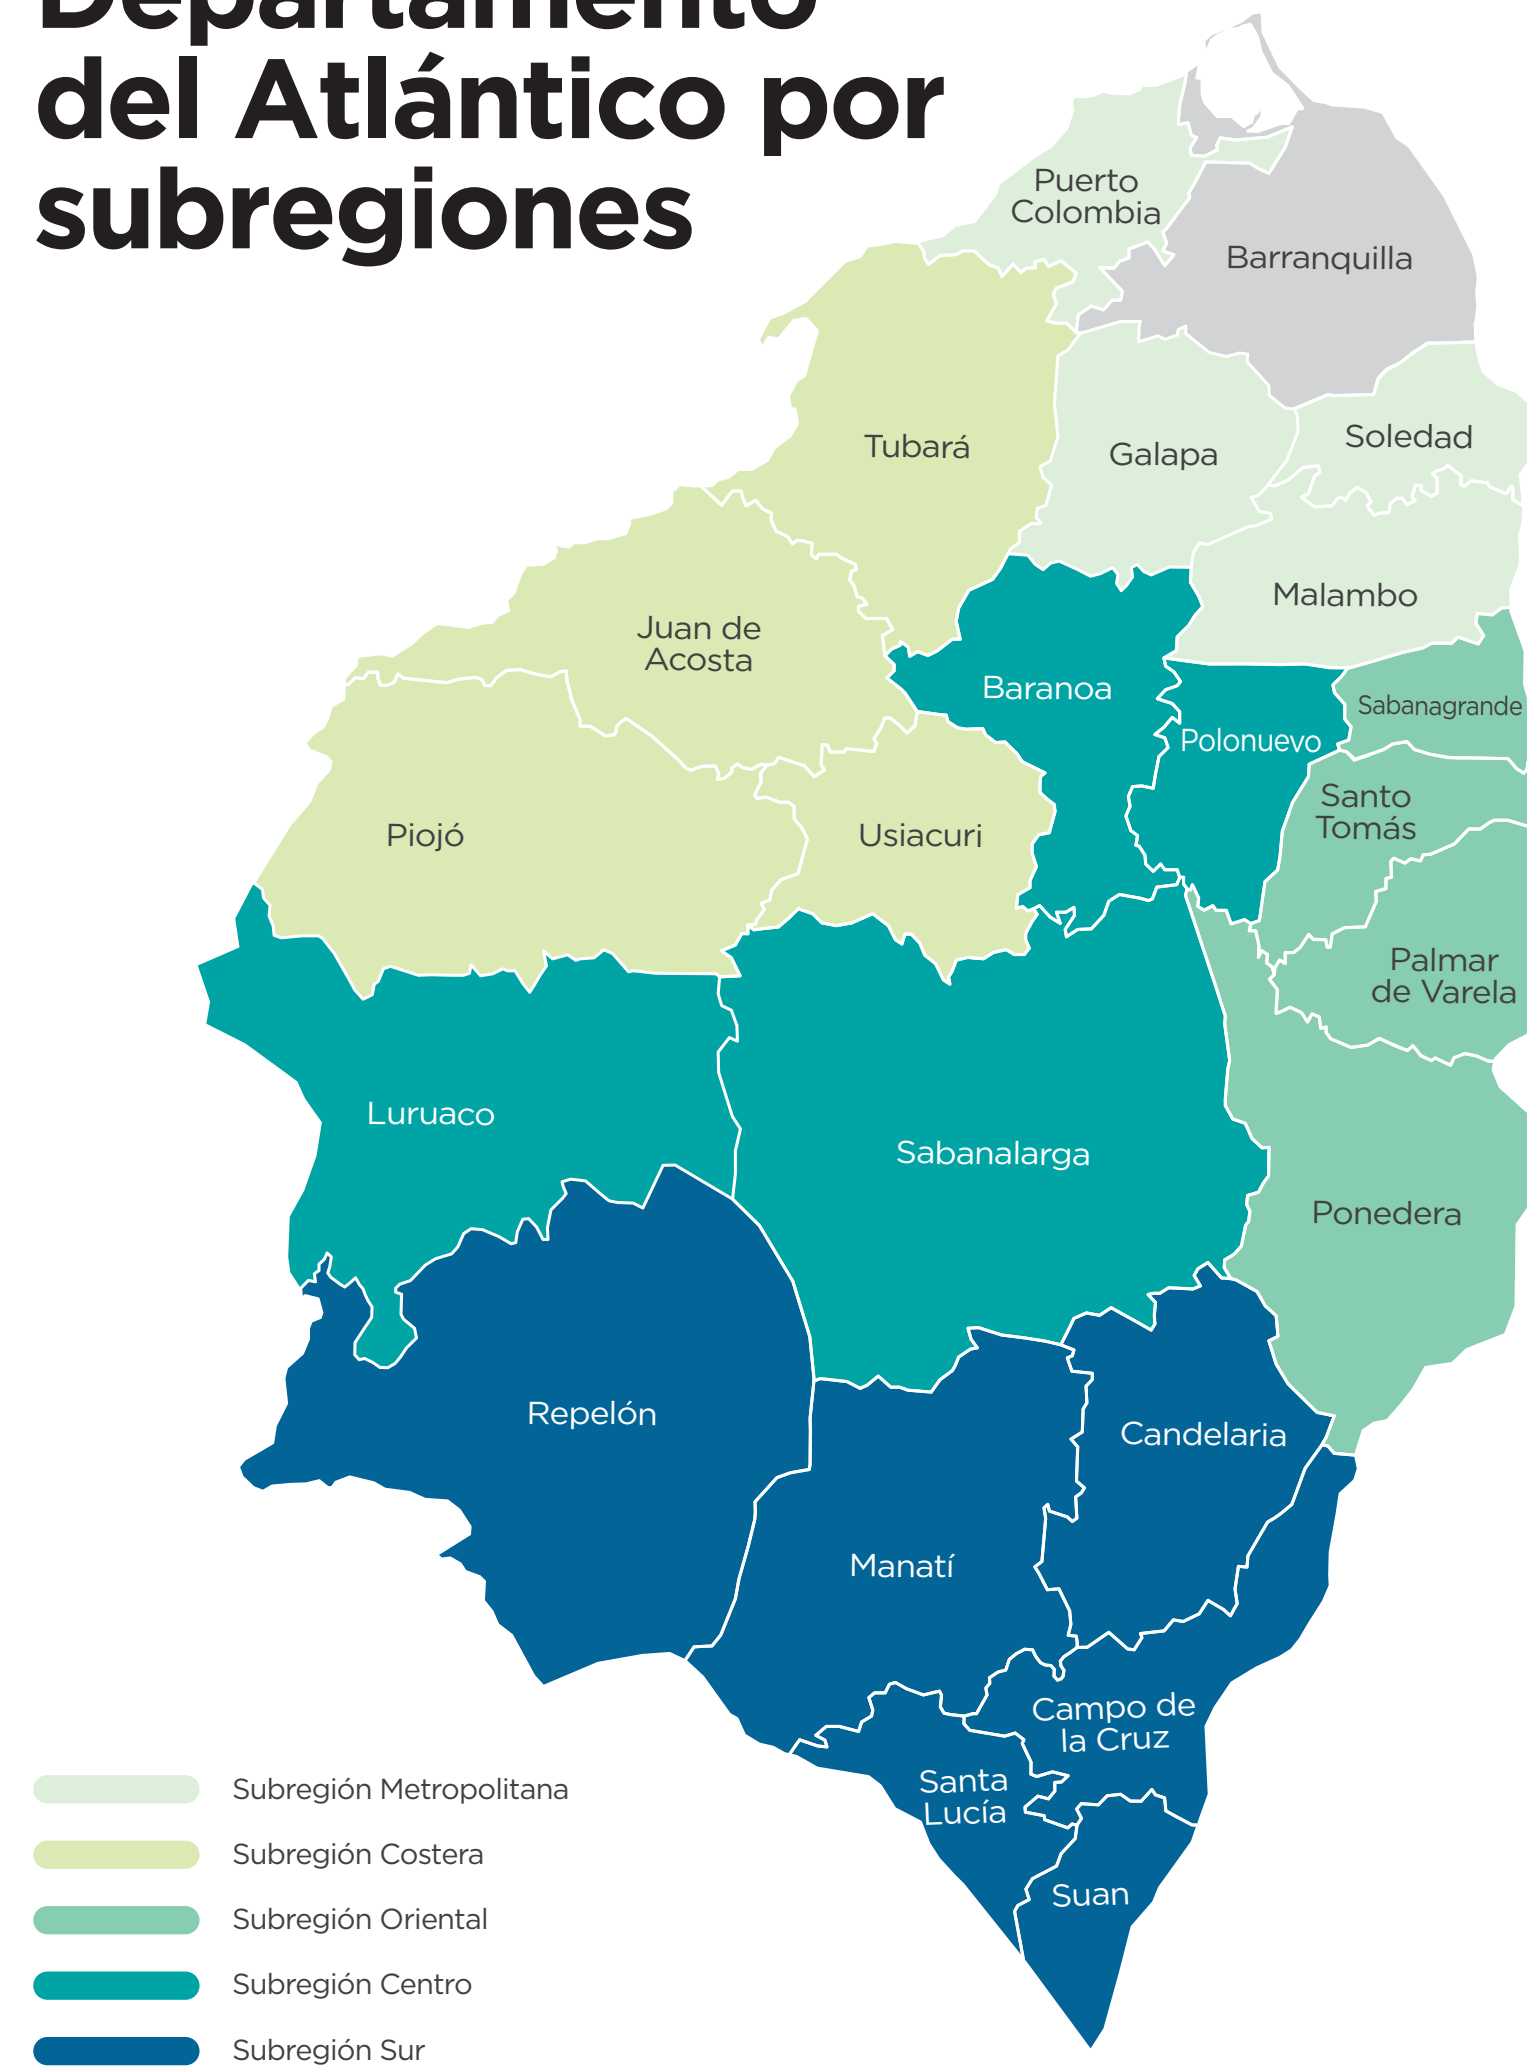 Departamento
del Atlántico por
subregiones
Puerto
Colombia
Barranquilla
Tubará
Galapa
Soledad
Malambo
Juan de
Acosta
Baranoa
Sabanagrande
Polonuevo
Santo
Tomás
Piojó
Usiacuri
Palmar
de Varela
Luruaco
Sabanalarga
Ponedera
Repelón
Candelaria
Manatí
Campo de
la Cruz
Santa
Lucía
Suan
Subregión Metropolitana
Subregión Costera
Subregión Oriental
Subregión Centro
Subregión Sur